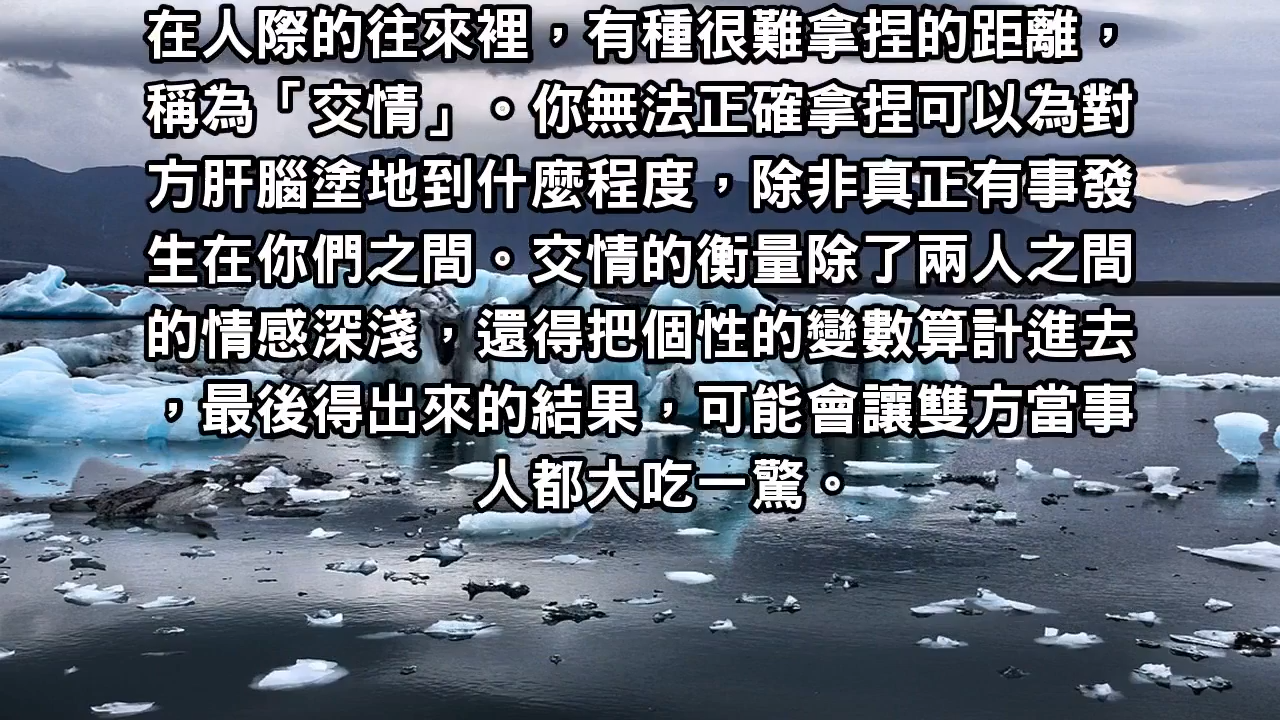 在人際的往來裡，有種很難拿捏的距離，
稱為「交情」。你無法正確拿捏可以為對
方肝腦塗地到什麼程度，除非真正有事發
生在你們之間。交情的衡量除了兩人之間
的情感深淺，還得把個性的變數算計進去
，最後得出來的結果，可能會讓雙方當事
人都大吃一驚。